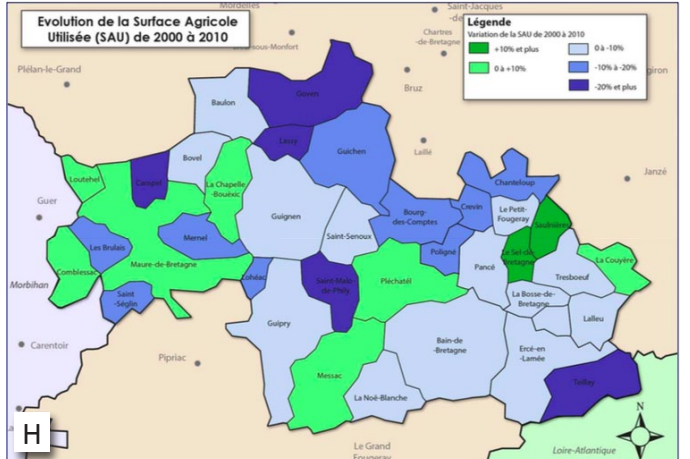 Evolution de la Surface Agricole
Utilisée (SAU) de 2000 à 2010
Saint-Jacques
Chartres
-de-Bretagne
Légende
Variation de la SAU de 2000 à 2010
+10% et plus
0 à -10%
0 à +10%
-10% à -20%
-20% et plus
Plélan-le-Grand
Bruz
Goven
Baulon
Lassy
Guichen
Laillé
Janzé
Bovel
Loutehel
Campel
La Chapelle
-Bouëxic
Chanteloup
Guer
Guignen
Bourg-
des-Comptes
Crevin
Le Petit-
Fougeray
Saulnières
Mernel
Saint-Senoux
Les Brulais
Poligné
Le Sel-de
Bretagne
La Couyère
Maure-de-Bretagne
Comblessac
Pancé
Tresboeuf
Morbihan
Lohéac
Saint-Malo-
de-Phily
Pléchâtel
Saint
-Séglin
La Bosse-de-
Bretagne
Guipry
Lalleu
Carentoir
Pipriac
Bain-de
-Bretagne
Ercé-en
-Lamée
Messac
Teillay
La Noë-Blanche
N
H
Le Grand
Fougeray
Loire-Atlantique